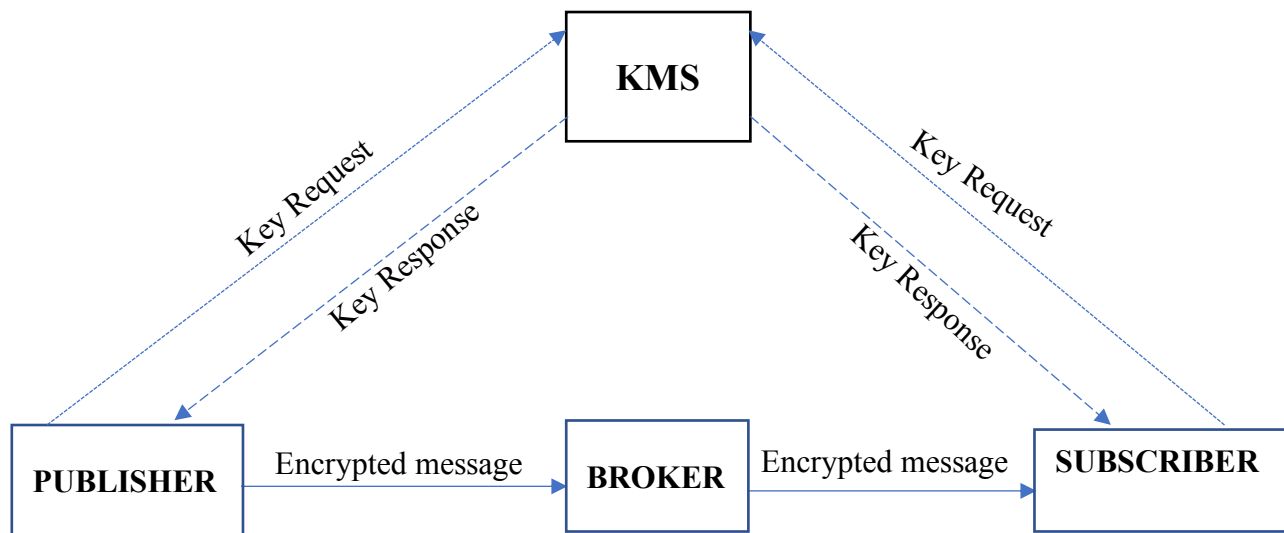 KMS
Key Request
Key Response
Key Request
Key Response
PUBLISHER
Encrypted message
BROKER
Encrypted message
SUBSCRIBER